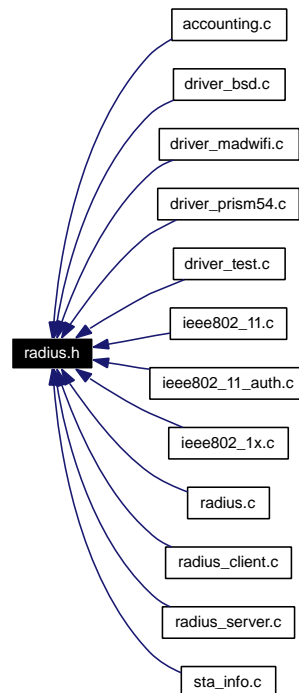 accounting.c
driver_bsd.c
driver_madwifi.c
driver_prism54.c
driver_test.c
ieee802_11.c
radius.h
ieee802_11_auth.c
ieee802_1x.c
radius.c
radius_client.c
radius_server.c
sta_info.c